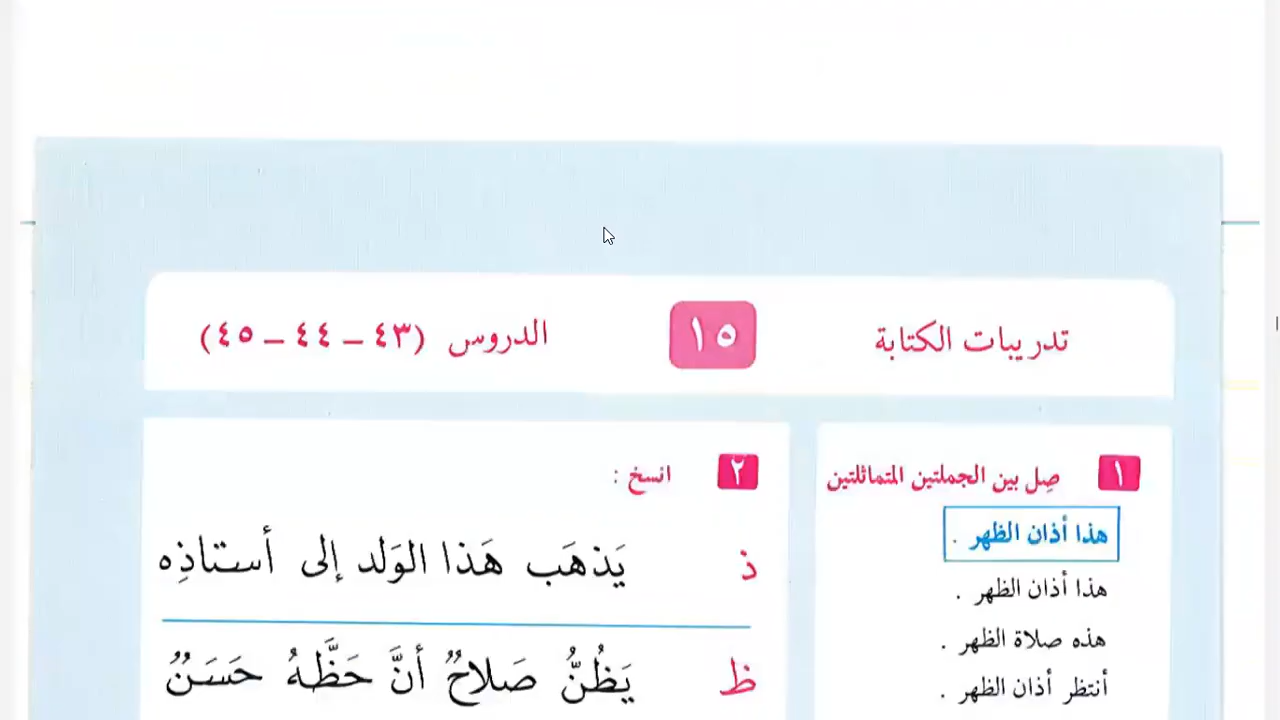 تدريبات الكتابة
١٥
الدروس (٤٣ – ٤٤ – ٤٥)
١ صِل بين الجملتين المتماثلتين
هذا أذان الظهر .
هذا أذان الظهر .
هذه صلاة الظهر .
أنتظر أذان الظهر .
٢ انسخ :
ذ يَذهَب هَذا الوَلد إلى أستاذِه
ظ يَظُنُّ صَلاحٌ أنَّ حَظَّهُ حَسَنٌ